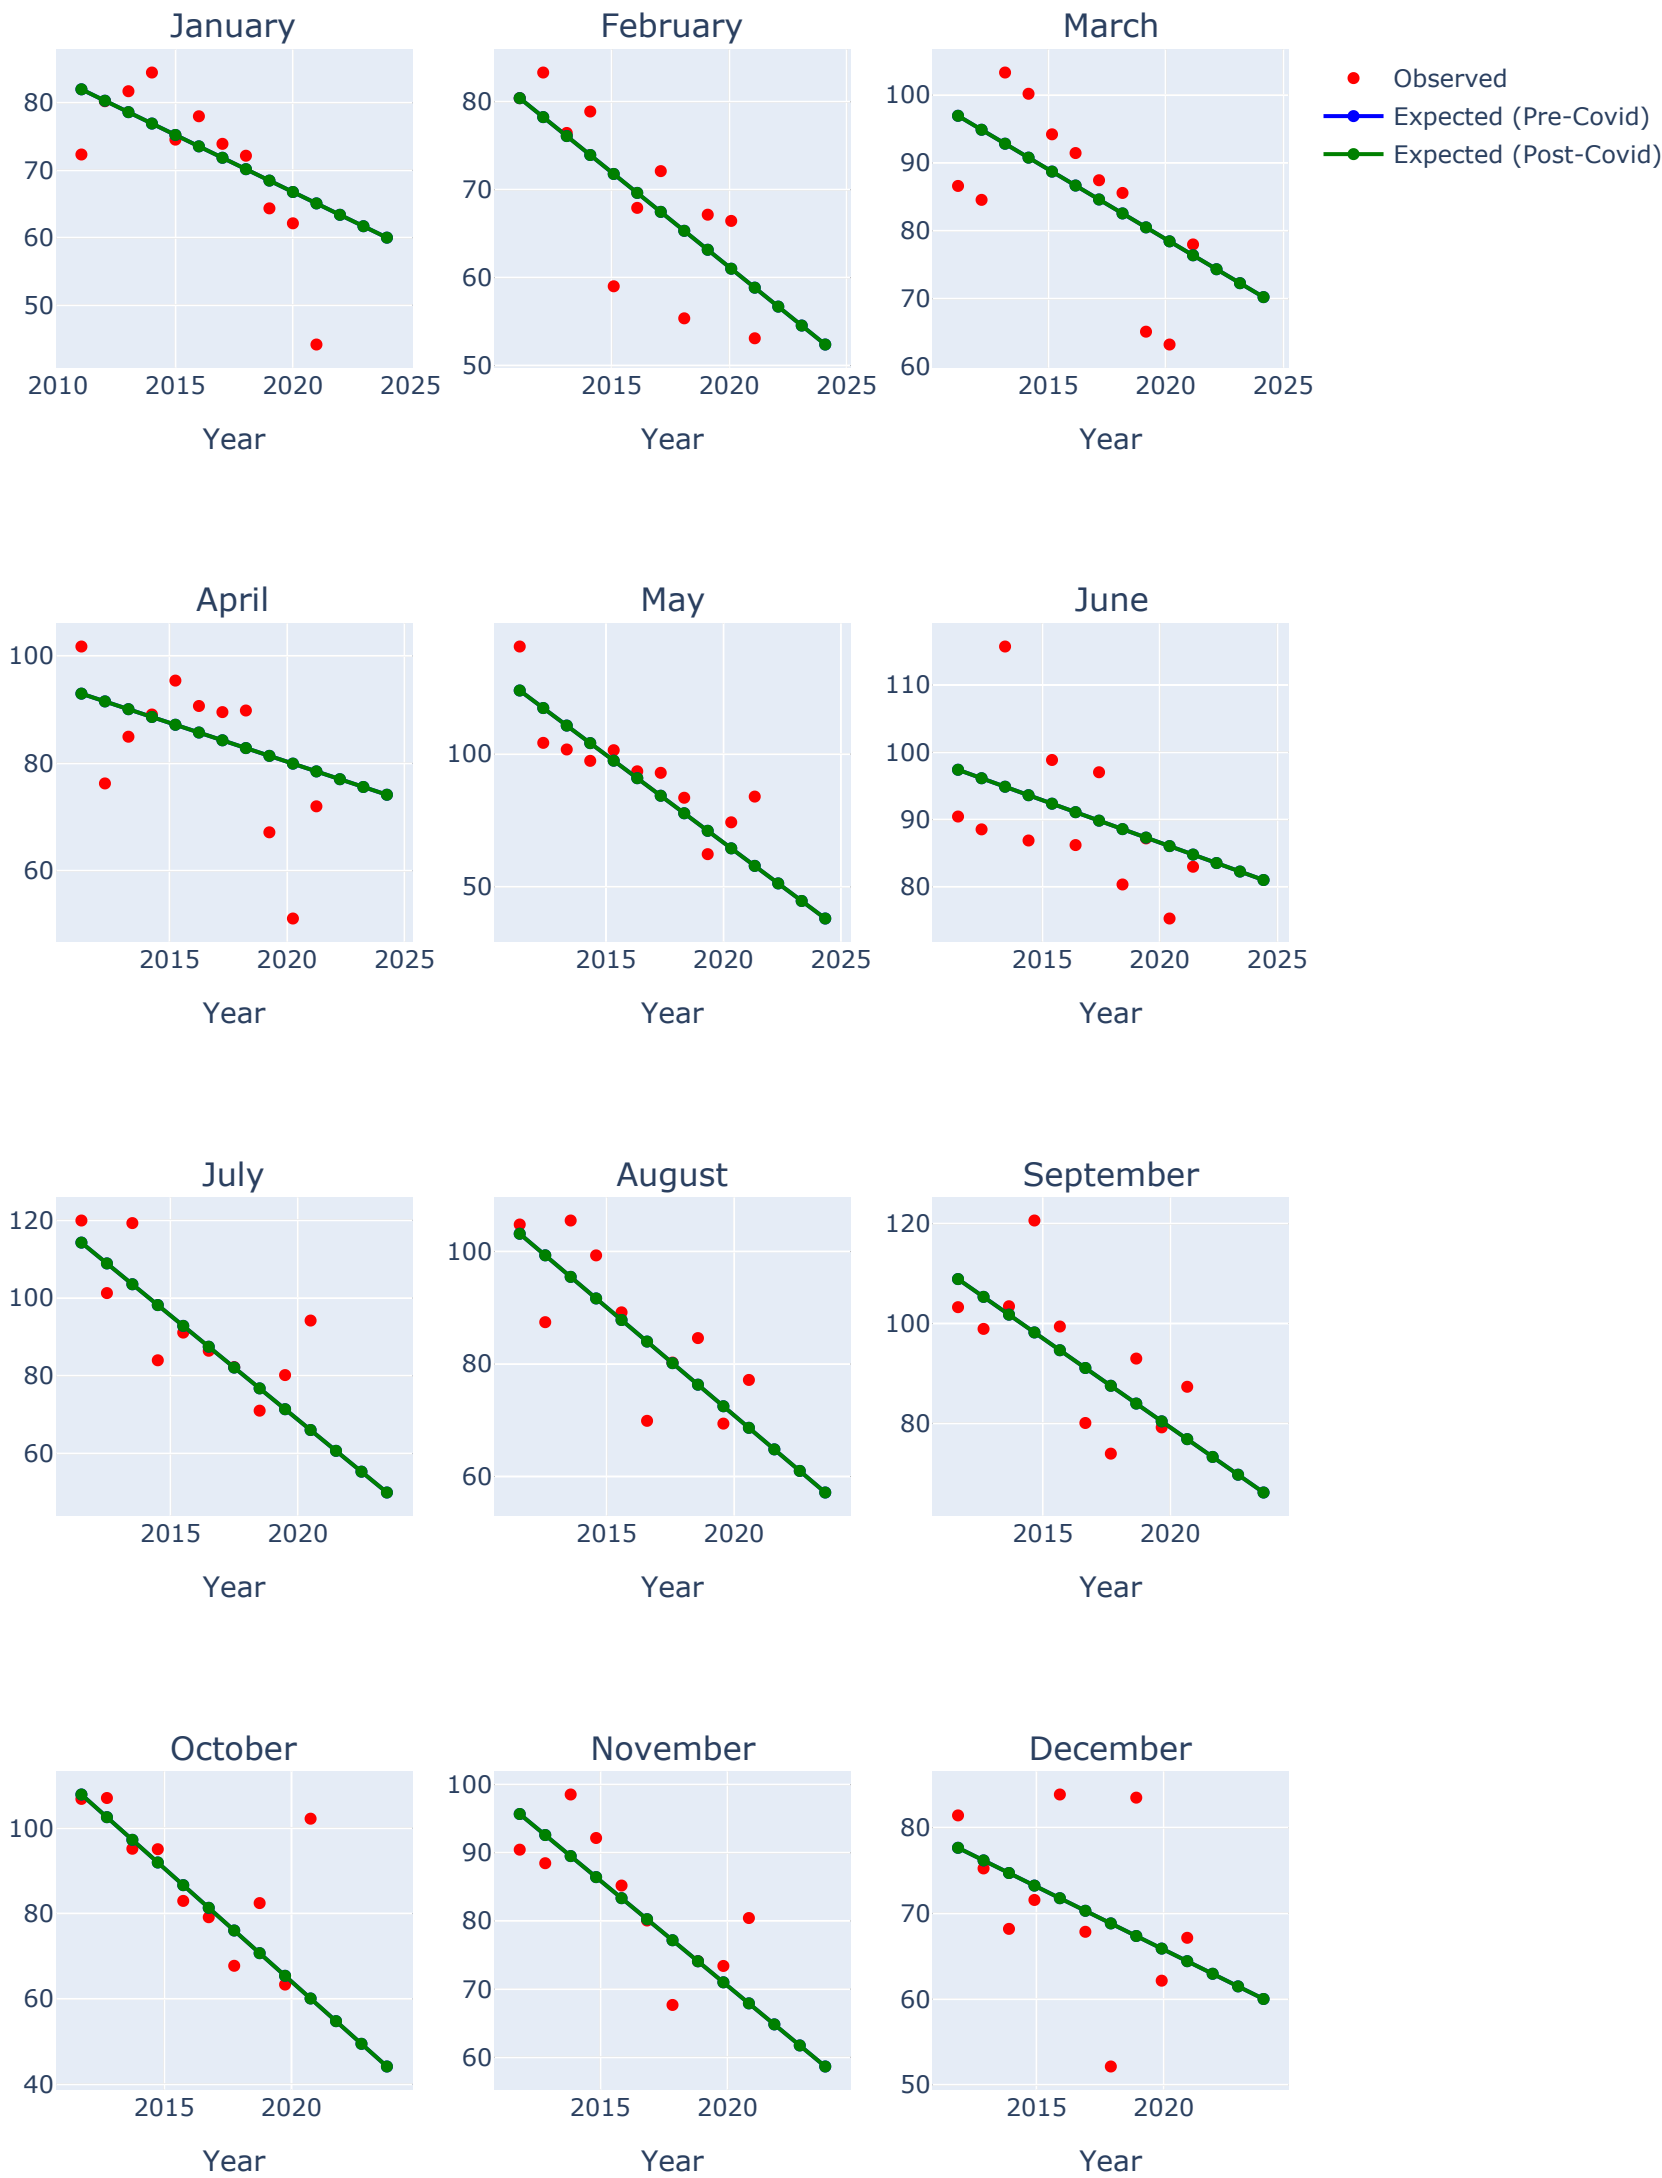 January
February
March
80
70
60
50
2010 2015 2020 2025
Year
80
70
60
50
2015 2020 2025
Year
100
90
80
70
60
2015 2020 2025
Year
Observed
Expected (Pre-Covid)
Expected (Post-Covid)
April
May
June
100
80
60
2015 2020 2025
Year
100
50
2015 2020 2025
Year
110
100
90
80
2015 2020 2025
Year
July
August
September
120
100
80
60
2015 2020
Year
100
80
60
2015 2020
Year
120
100
80
2015 2020
Year
October
November
December
100
80
60
40
2015 2020
Year
100
90
80
70
60
2015 2020
Year
80
70
60
50
2015 2020
Year